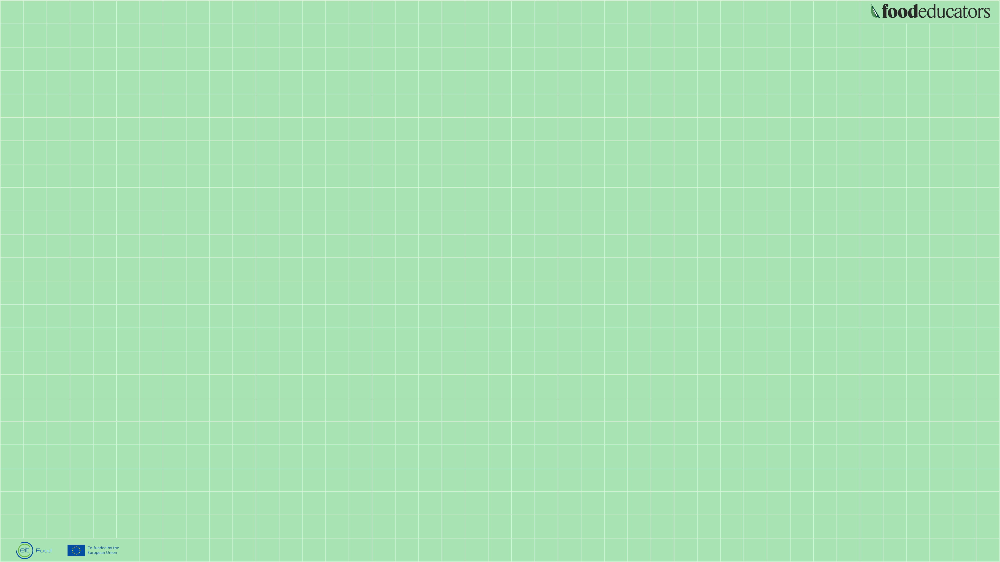 foodeducators
eit Food
Co-funded by the
European Union